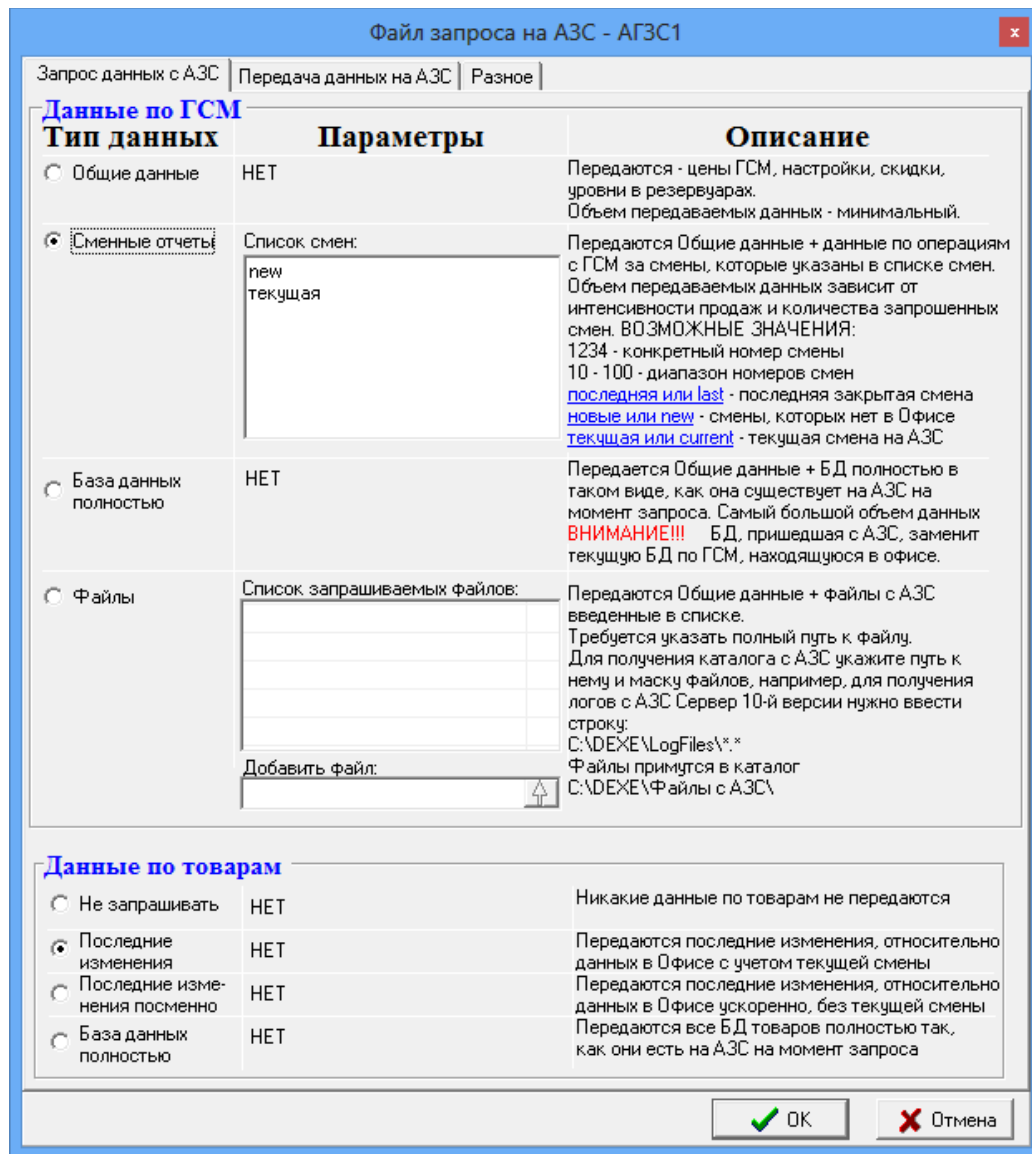 Файл запроса на АЗС - АГЗС1
x
Запрос данных с АЗС
Передача данных на АЗС
Разное
Данные по ГСМ
Тип данных
Параметры
Описание
Общие данные
НЕТ
Передаются - цены ГСМ, настройки, скидки,
уровни в резервуарах.
Объем передаваемых данных - минимальный.
Сменные отчеты
Список смен:
new
текущая
Передаются Общие данные + данные по операциям
с ГСМ за смены, которые указаны в списке смен.
Объем передаваемых данных зависит от
интенсивности продаж и количества запрошенных
смен. ВОЗМОЖНЫЕ ЗНАЧЕНИЯ:
1234 - конкретный номер смены
10 - 100 - диапазон номеров смен
последняя или last - последняя закрытая смена
новые или new - смены, которых нет в Офисе
текущая или current - текущая смена на АЗС
База данных
полностью
НЕТ
Передается Общие данные + БД полностью в
таком виде, как она существует на АЗС на
момент запроса. Самый большой объем данных
ВНИМАНИЕ!!! БД, пришедшая с АЗС, заменит
текущую БД по ГСМ, находящуюся в офисе.
Файлы
Список запрашиваемых файлов:
Добавить файл:
Передаются Общие данные + файлы с АЗС
введенные в списке.
Требуется указать полный путь к файлу.
Для получения каталога с АЗС укажите путь к
нему и маску файлов, например, для получения
логов с АЗС Сервер 10-й версии нужно ввести
строку:
C:\DEXE\LogFiles\*.*
Файлы примутся в каталог
C:\DEXE\Файлы с АЗС\
Данные по товарам
Не запрашивать
НЕТ
Никакие данные по товарам не передаются
Последние
изменения
НЕТ
Передаются последние изменения, относительно
данных в Офисе с учетом текущей смены
Последние изме-
нения посменно
НЕТ
Передаются последние изменения, относительно
данных в Офисе ускоренно, без текущей смены
База данных
полностью
НЕТ
Передаются все БД товаров полностью так,
как они есть на АЗС на момент запроса
OK
Отмена